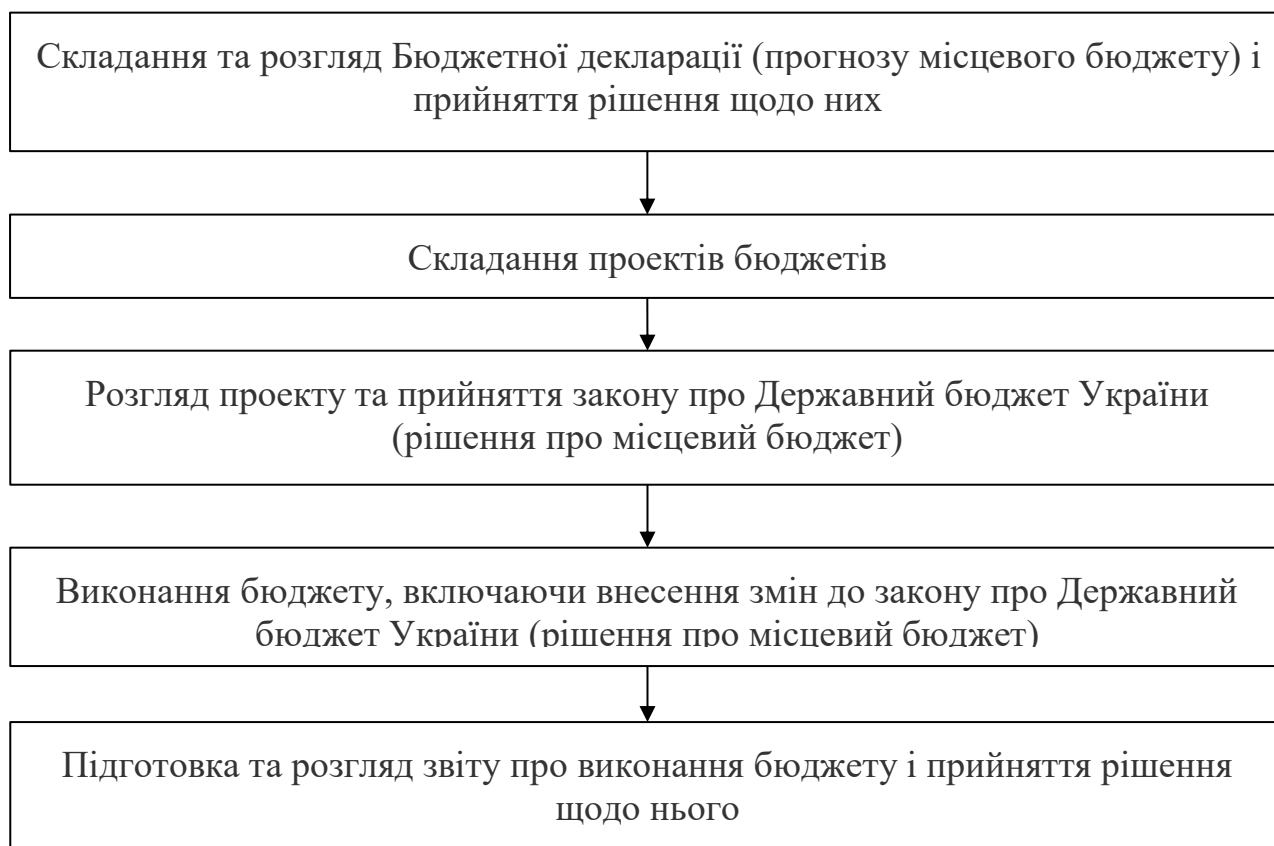 Складання та розгляд Бюджетної декларації (прогнозу місцевого бюджету) і
прийняття рішення щодо них
Складання проектів бюджетів
Розгляд проекту та прийняття закону про Державний бюджет України
(рішення про місцевий бюджет)
Виконання бюджету, включаючи внесення змін до закону про Державний
бюджет України (рішення про місцевий бюджет)
Підготовка та розгляд звіту про виконання бюджету і прийняття рішення
щодо нього